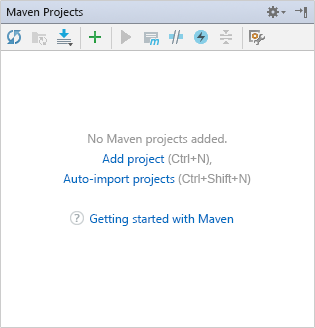 Maven Projects
No Maven projects added.
Add project (Ctrl+N),
Auto-import projects (Ctrl+Shift+N)
? Getting started with Maven